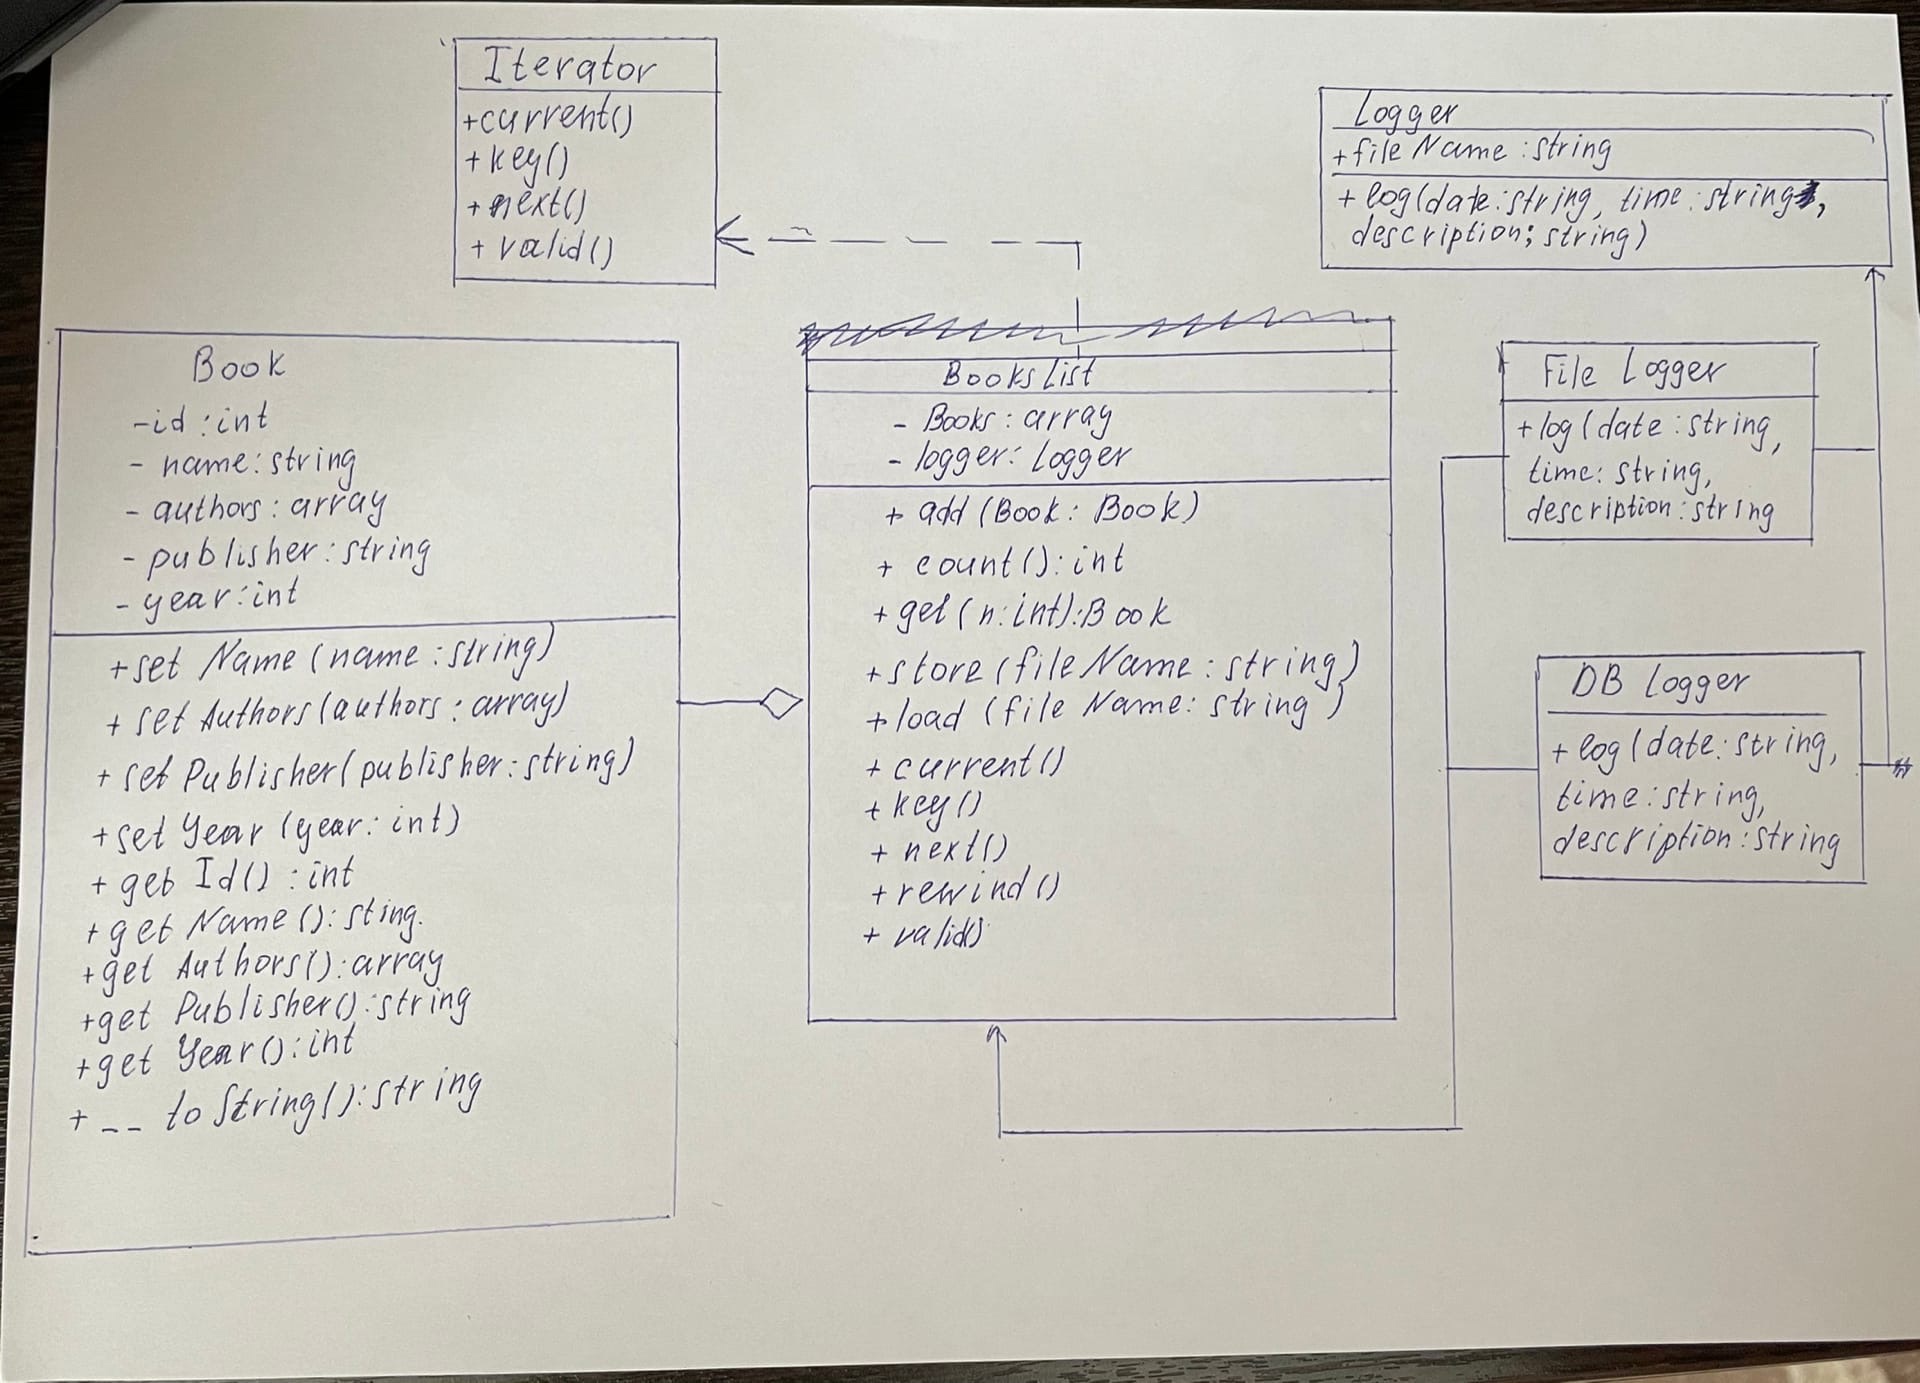 Iterator
+current()
+ key()
+ next()
+ valid()
Logger
+file Name : string
+ log(date:string, time:string,
description; string)
Book
-id:int
- name:string
- authors: array
- publisher:string
- year:int
+set Name (name:string)
+ set Authors(authors: array)
+ set Publisher(publisher:string)
+set Year (year: int)
+ get Id() : int
+ get Name(): sting.
+get Authors():array
+get Publisher():string
+get Year():int
+ __ to String():string
Books List
- Books: array
- logger: Logger
+ add (Book: Book)
+ count(): int
+ get (n:int):Book
+store (file Name: string)
+load (file Name: string)
+ current()
+ key()
+ next()
+ rewind()
+ valid()
File Logger
+log(date:string,
time: string,
description:string
DB Logger
+ log(date:string,
time:string,
description:string